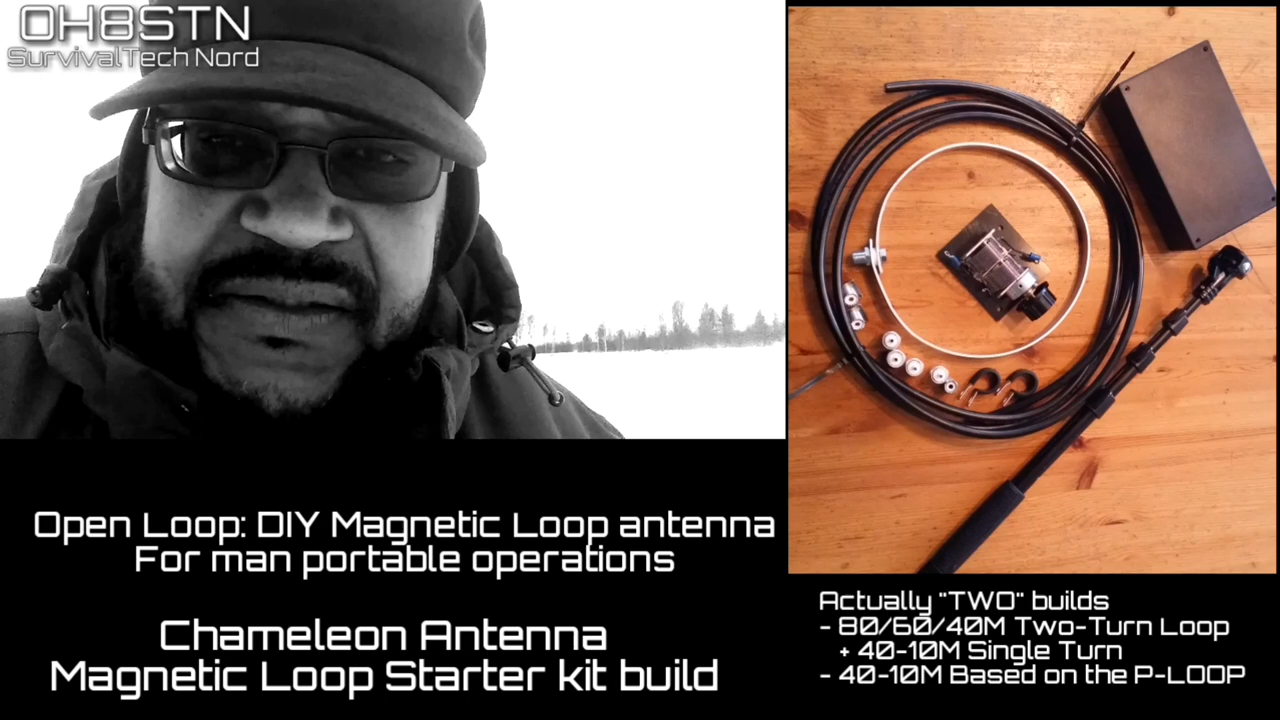 OH8STN
SurvivalTech Nord
Open Loop: DIY Magnetic Loop antenna
For man portable operations
Chameleon Antenna
Magnetic Loop Starter kit build
Actually "TWO" builds
- 80/60/40M Two-Turn Loop
+ 40-10M Single Turn
- 40-10M Based on the P-LOOP